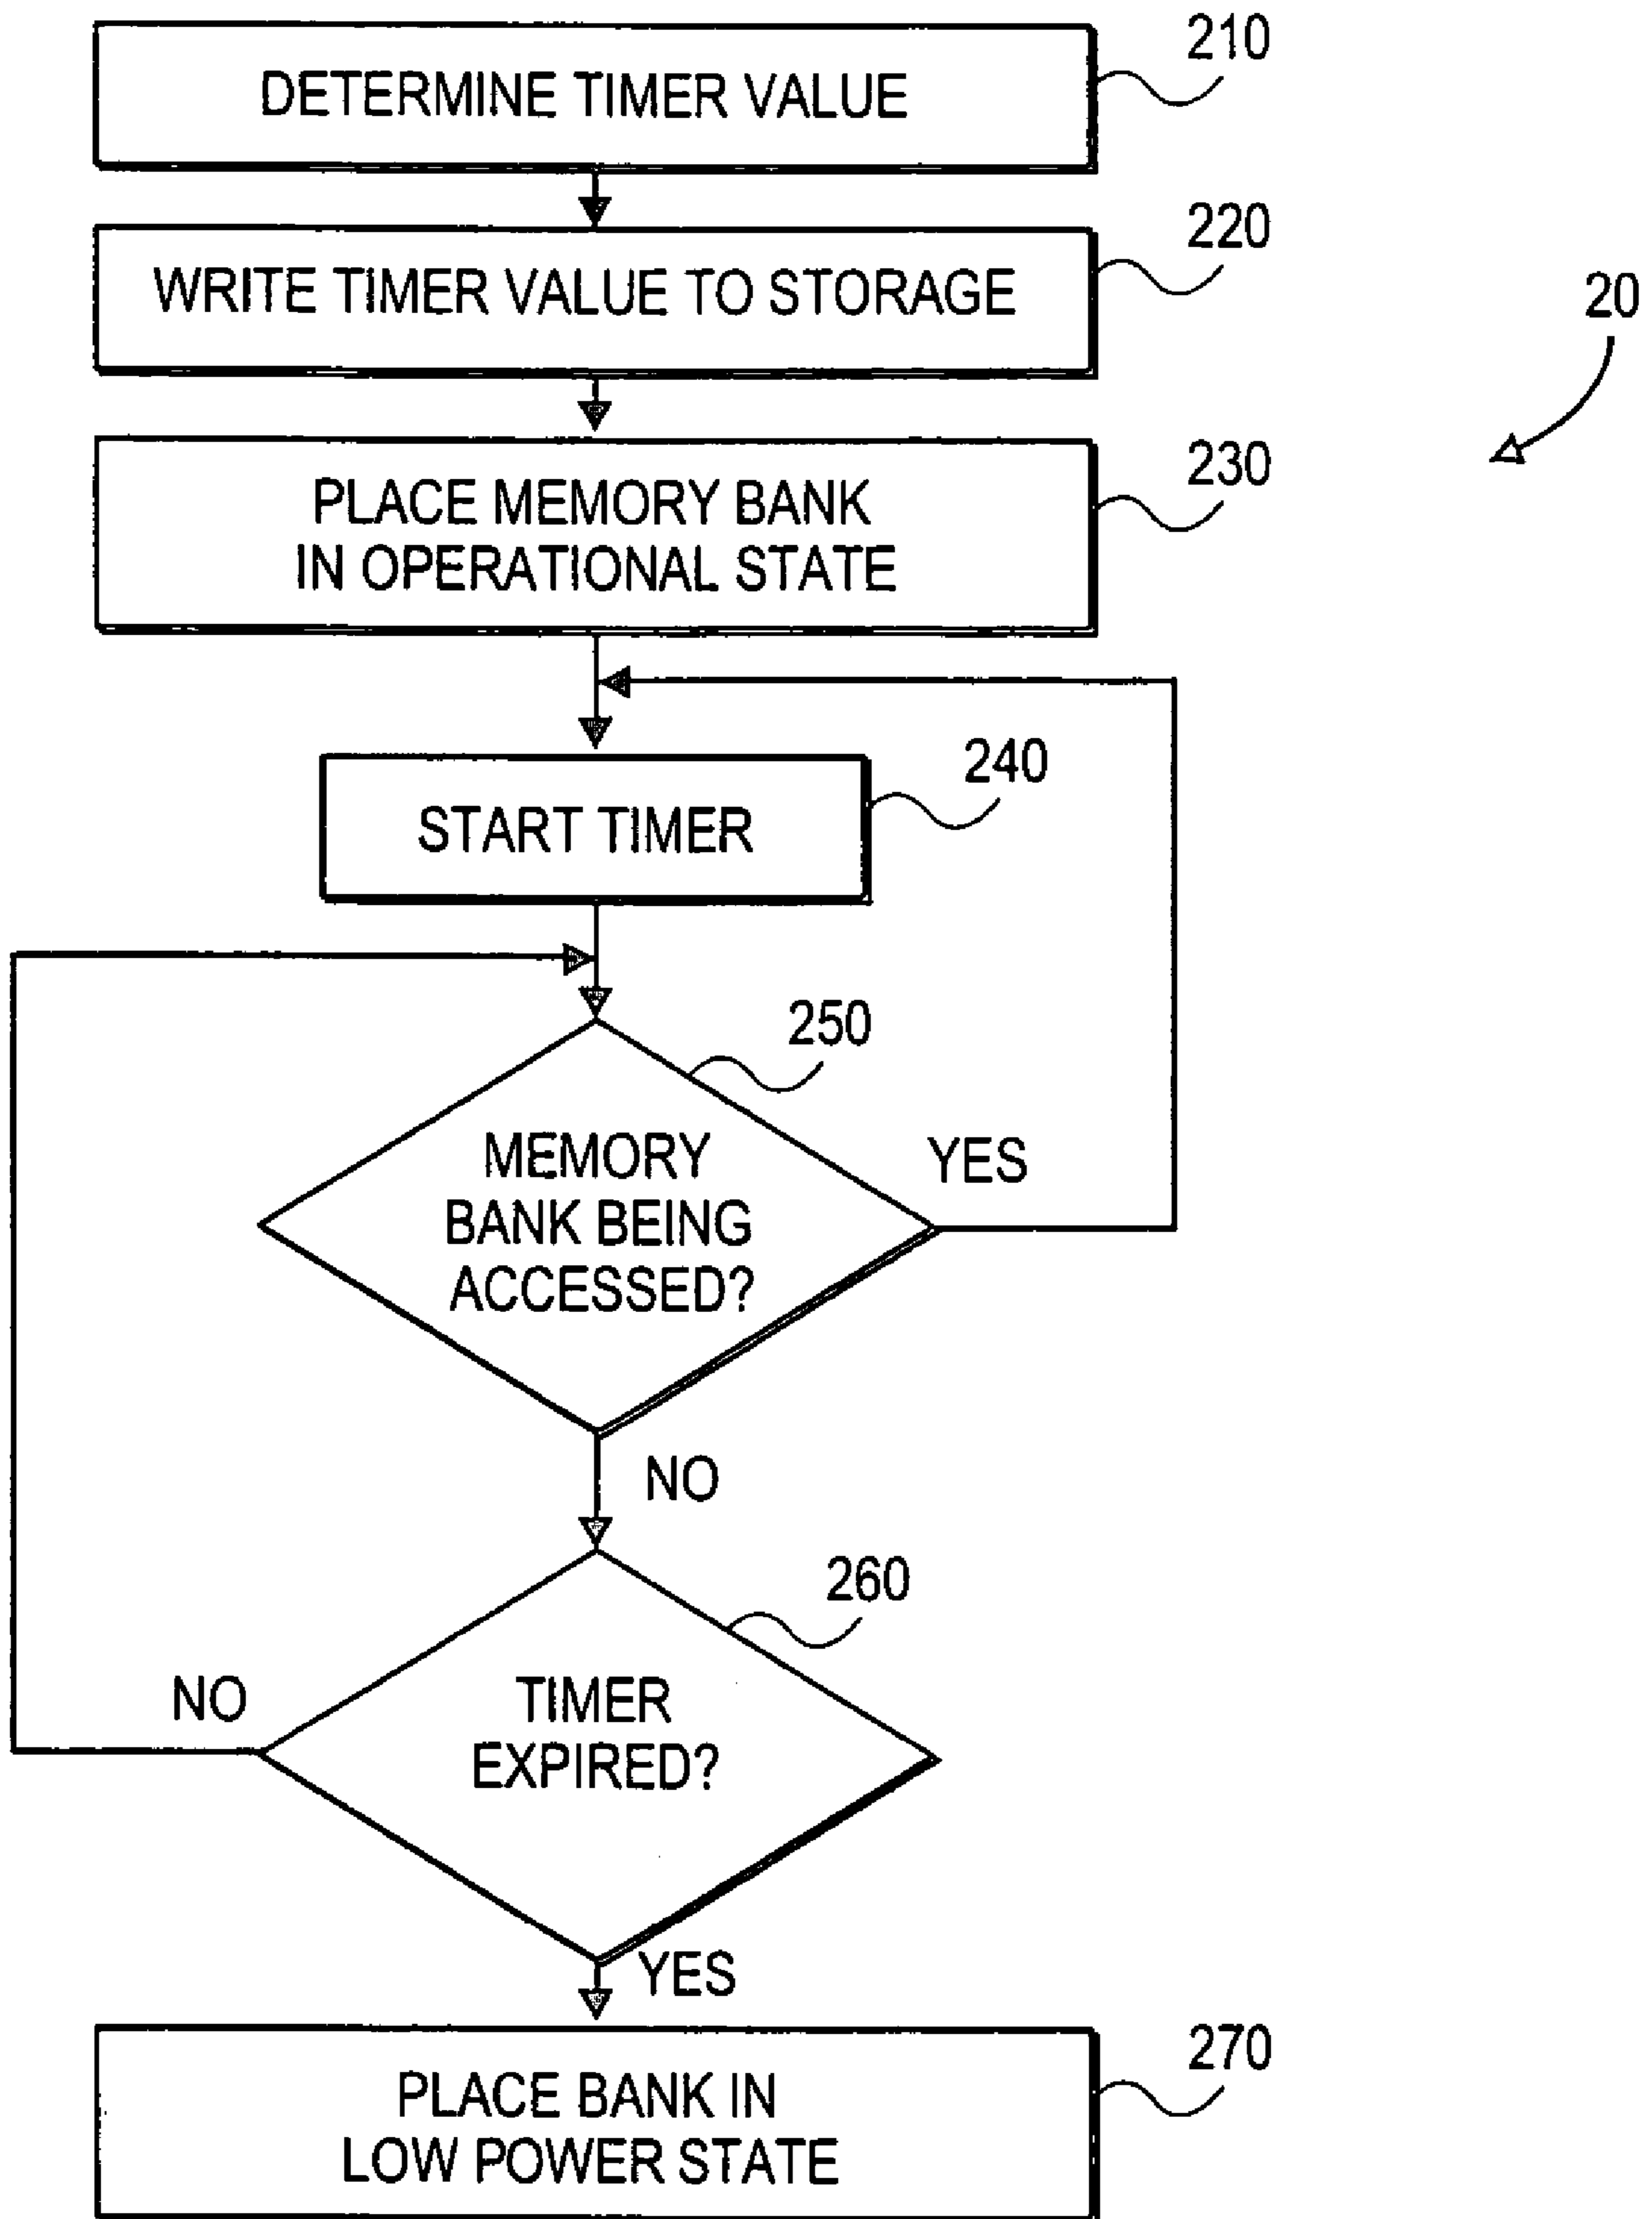 210
DETERMINE TIMER VALUE
220
WRITE TIMER VALUE TO STORAGE
20
230
PLACE MEMORY BANK
IN OPERATIONAL STATE
240
START TIMER
250
MEMORY
BANK BEING
ACCESSED?
YES
NO
260
TIMER
EXPIRED?
NO
YES
270
PLACE BANK IN
LOW POWER STATE